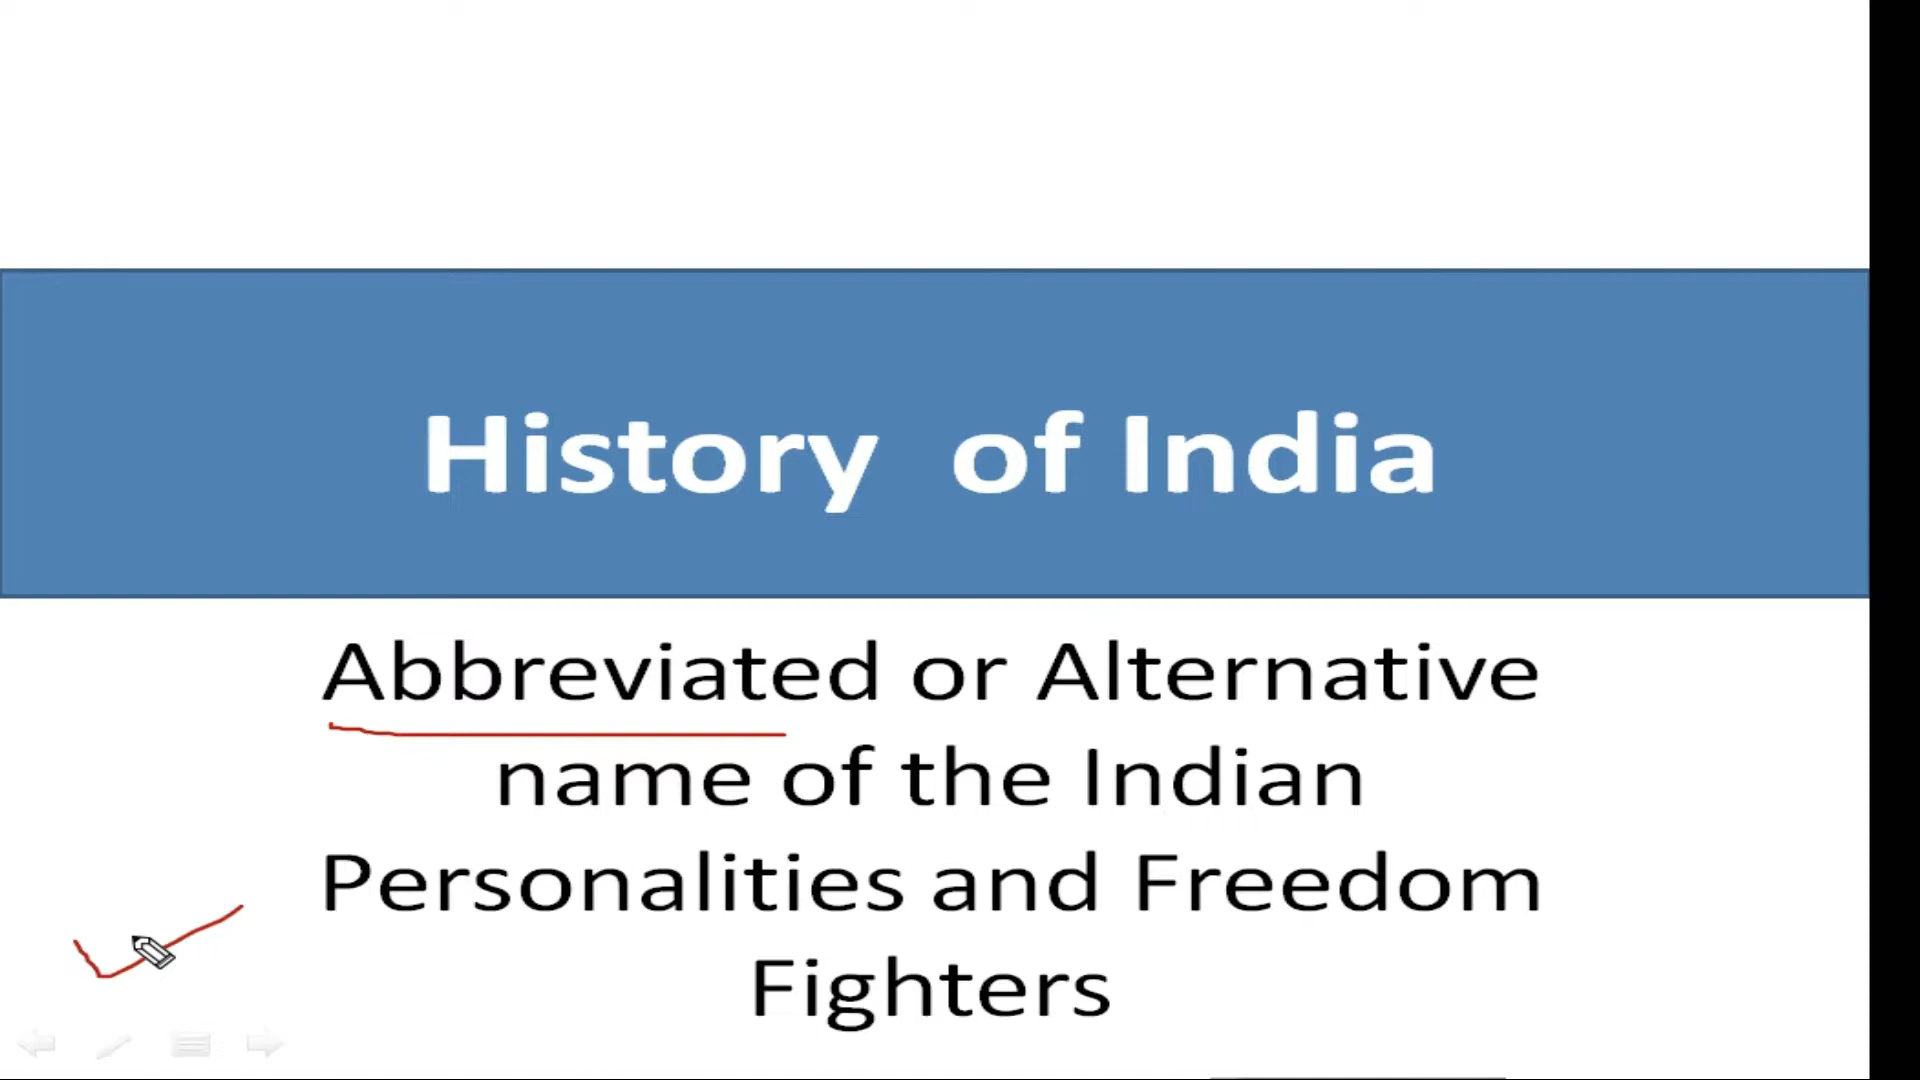 History of India
Abbreviated or Alternative
name of the Indian
Personalities and Freedom
Fighters